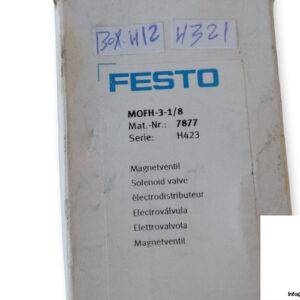 BOX-H12 H321
FESTO
MOFH-3-1/8
Mat.-Nr.: 7877
Serie: H423
Magnetventil
Solenoid valve
électrodistributeur
Electroválvula
Elettrovalvola
Magnetventil